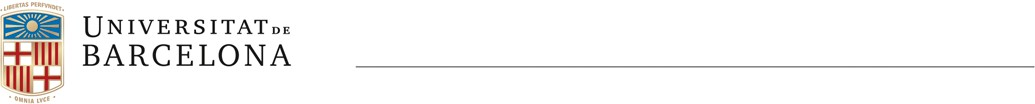 · LIBERTAS PERFVNDET ·
UNIVERSITAT DE
BARCELONA
· OMNIA LVCE ·